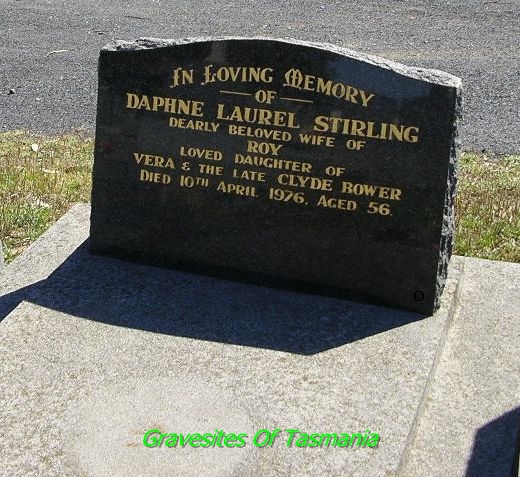 In Loving Memory
OF
DAPHNE LAUREL STIRLING
DEARLY BELOVED WIFE OF
ROY
LOVED DAUGHTER OF
VERA & THE LATE CLYDE BOWER
DIED 10TH APRIL 1976, AGED 56.
Gravesites Of Tasmania